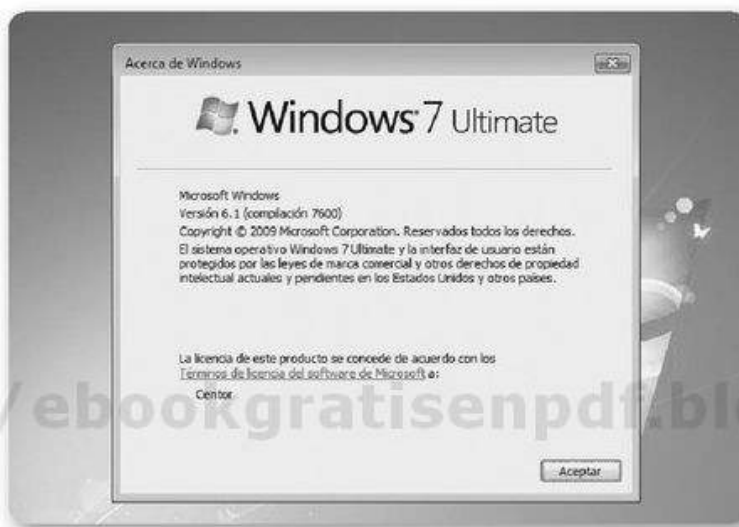 Acerca de Windows
Windows 7 Ultimate
Microsoft Windows
Versión 6.1 (compilación 7600)
Copyright © 2009 Microsoft Corporation. Reservados todos los derechos.
El sistema operativo Windows 7 Ultimate y la interfaz de usuario están
protegidos por las leyes de marca comercial y otros derechos de propiedad
intelectual actuales y pendientes en los Estados Unidos y otros países.
La licencia de este producto se concede de acuerdo con los
Términos de licencia del software de Microsoft a:
Centor
/ebookgratisenpdf.blo
Aceptar